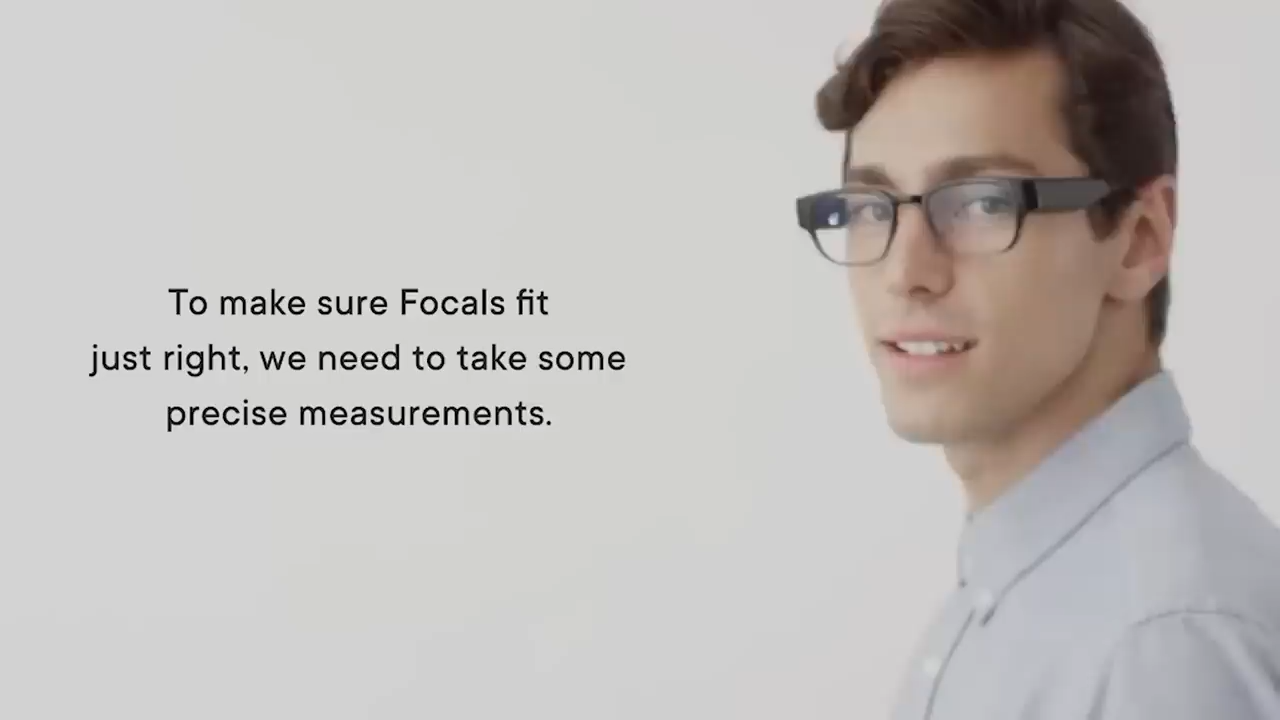 To make sure Focals fit
just right, we need to take some
precise measurements.